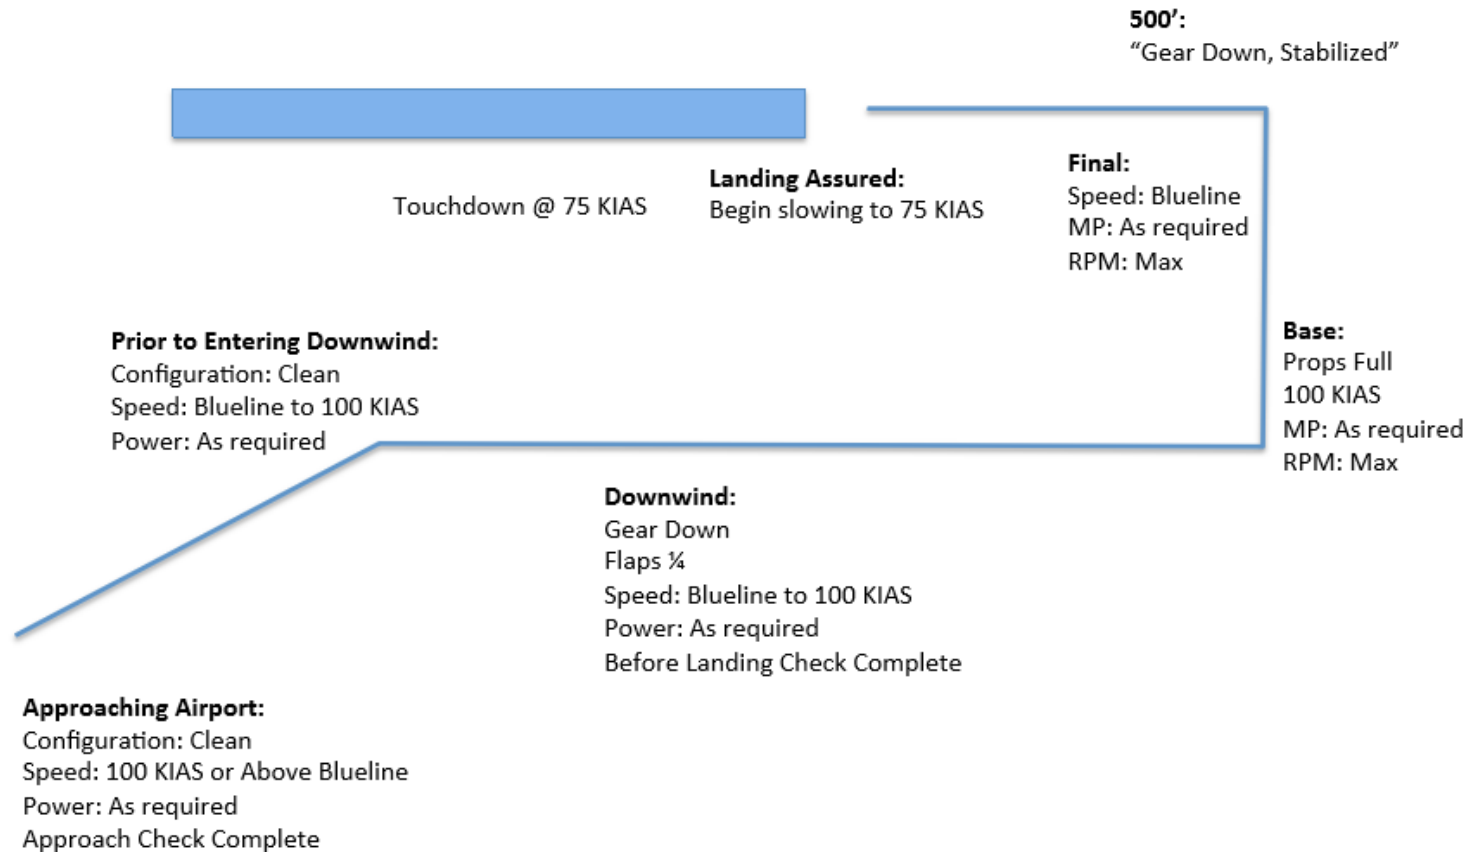 500’:
“Gear Down, Stabilized”
Final:
Speed: Blueline
MP: As required
RPM: Max
Landing Assured:
Begin slowing to 75 KIAS
Touchdown @ 75 KIAS
Prior to Entering Downwind:
Configuration: Clean
Speed: Blueline to 100 KIAS
Power: As required
Base:
Props Full
100 KIAS
MP: As required
RPM: Max
Downwind:
Gear Down
Flaps ¼
Speed: Blueline to 100 KIAS
Power: As required
Before Landing Check Complete
Approaching Airport:
Configuration: Clean
Speed: 100 KIAS or Above Blueline
Power: As required
Approach Check Complete